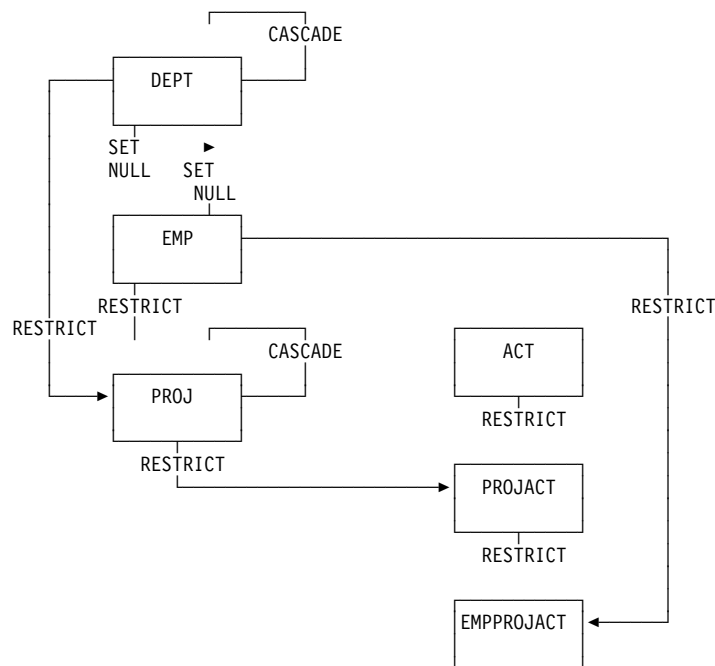 CASCADE
DEPT
SET
NULL
SET
NULL
EMP
RESTRICT
RESTRICT
RESTRICT
CASCADE
ACT
PROJ
RESTRICT
RESTRICT
PROJACT
RESTRICT
EMPPROJACT